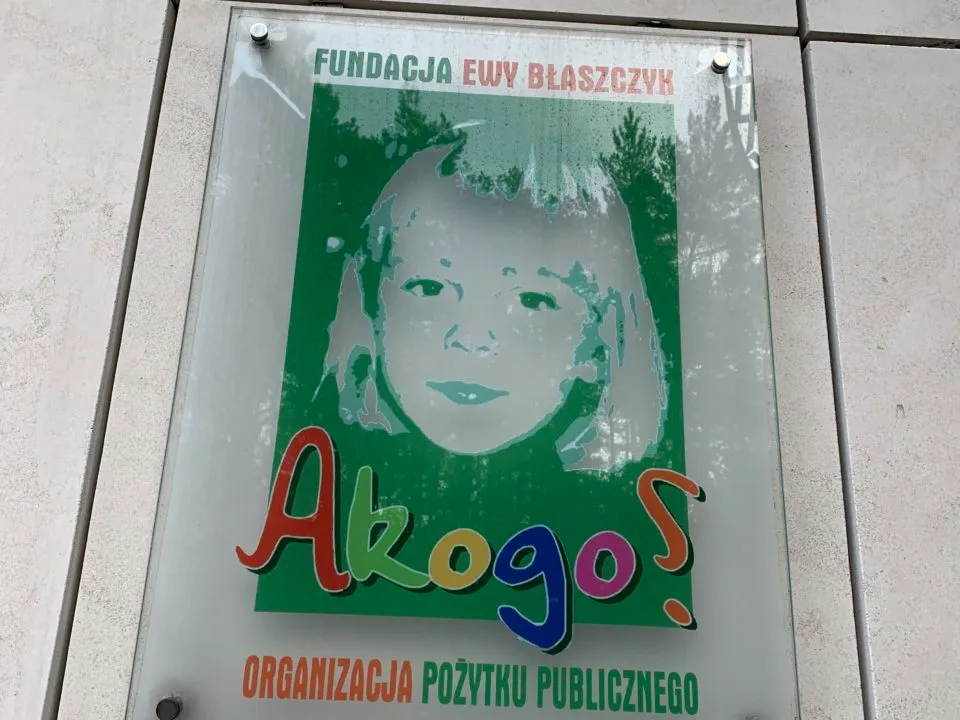 FUNDACJA EWY BŁASZCZYK
Akogo?
ORGANIZACJA POŻYTKU PUBLICZNEGO